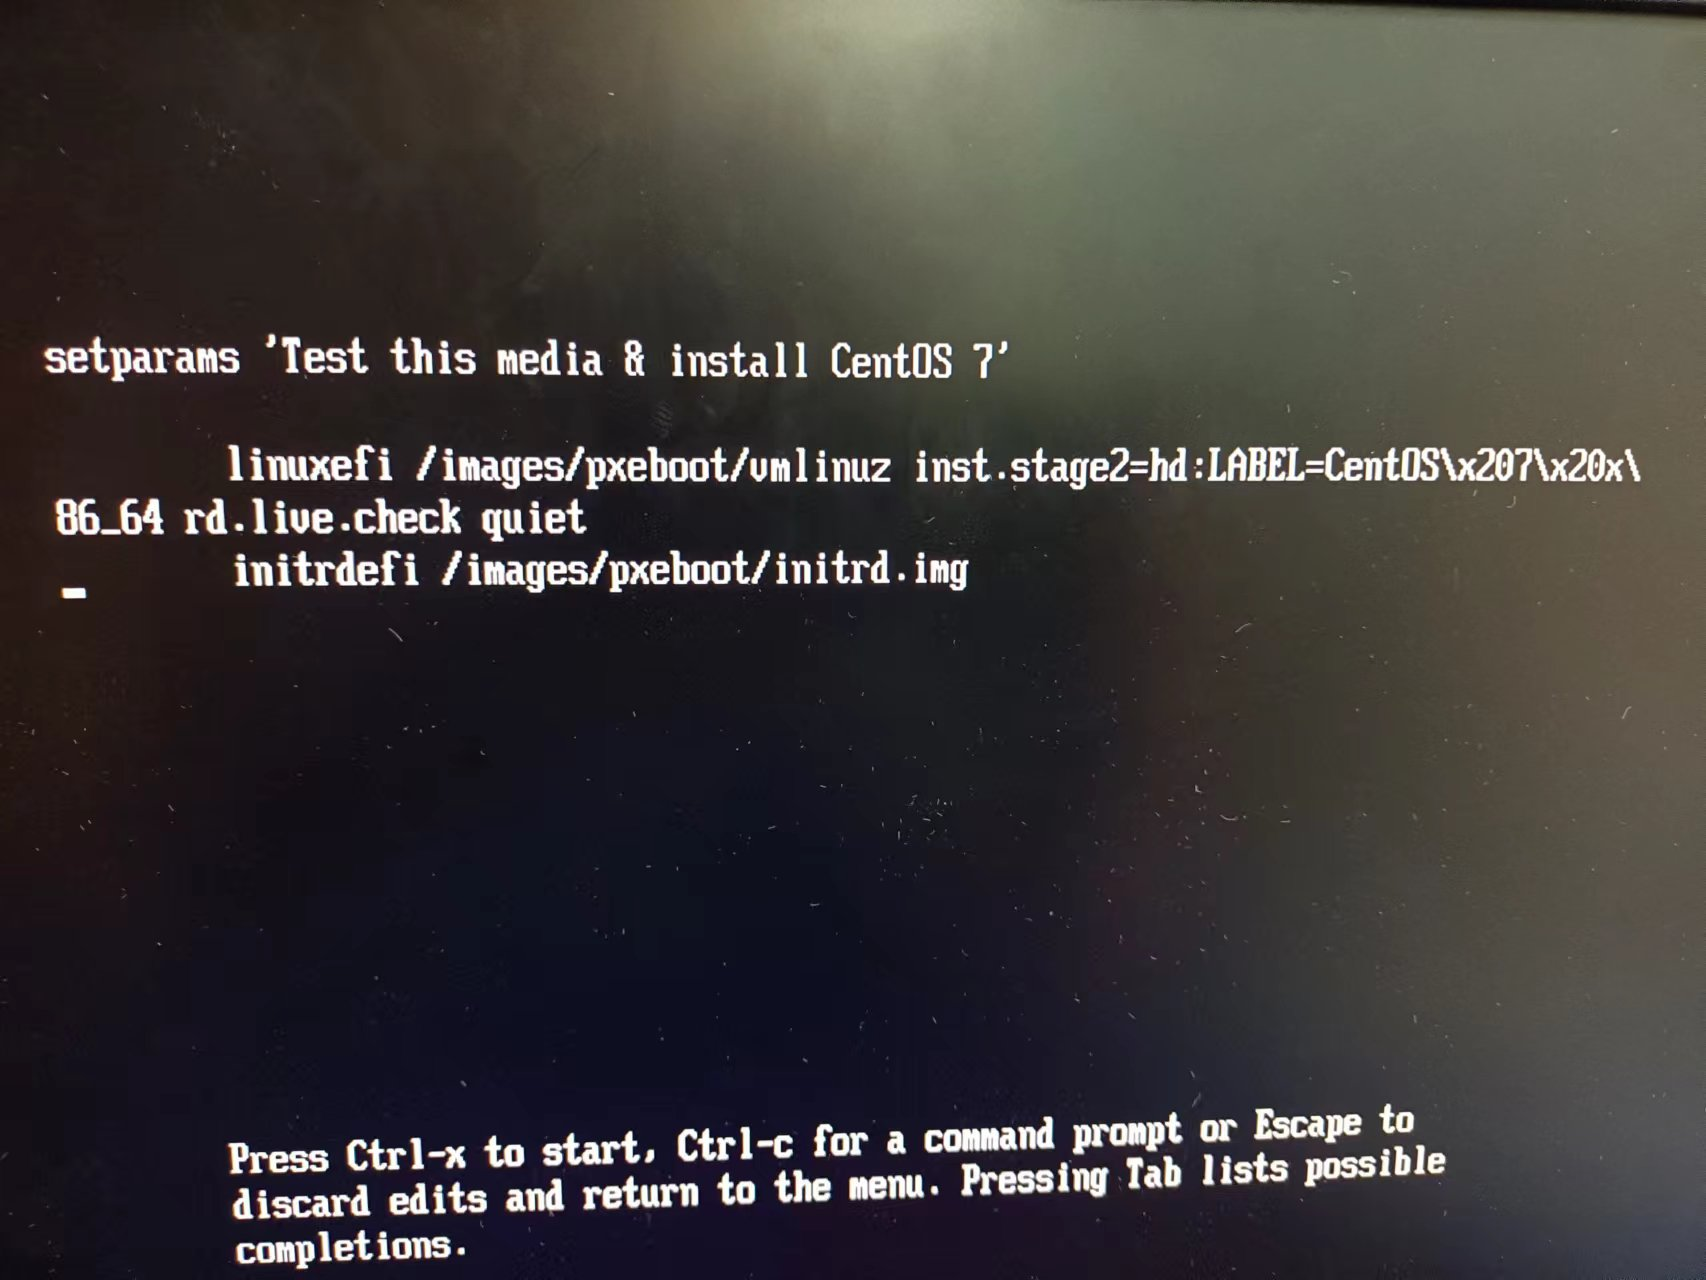 setparams 'Test this media & install CentOS 7'
linuxefi /images/pxeboot/vmlinuz inst.stage2=hd:LABEL=CentOS\x207\x20x\
86_64 rd.live.check quiet
initrdefi /images/pxeboot/initrd.img
Press Ctrl-x to start, Ctrl-c for a command prompt or Escape to
discard edits and return to the menu. Pressing Tab lists possible
completions.